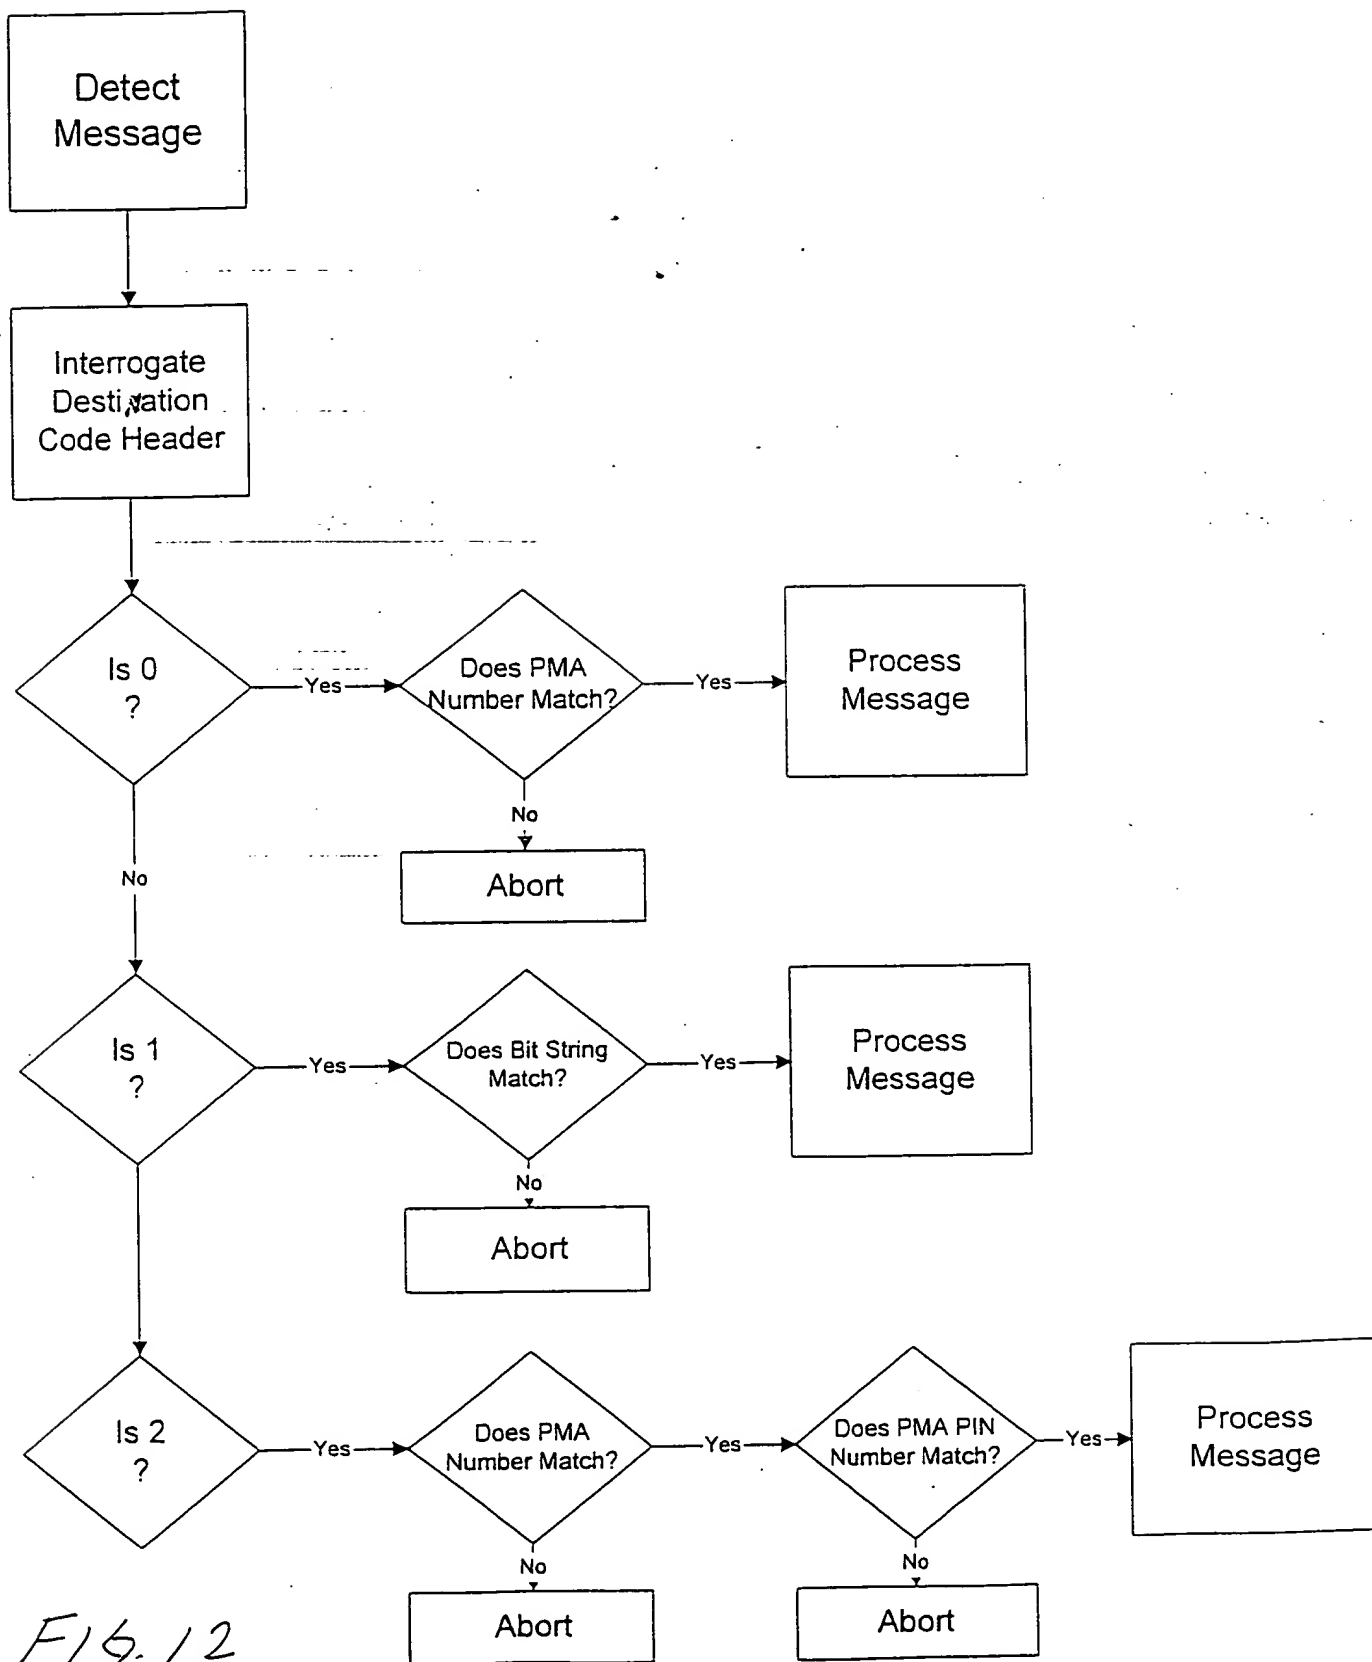 Detect
Message
Interrogate
Destination
Code Header
Is 0
?
Yes
Does PMA
Number Match?
Yes
Process
Message
No
Abort
No
Is 1
?
Yes
Does Bit String
Match?
Yes
Process
Message
No
Abort
Is 2
?
Yes
Does PMA
Number Match?
Yes
Does PMA PIN
Number Match?
Yes
Process
Message
No
Abort
No
Abort
FIG. 12